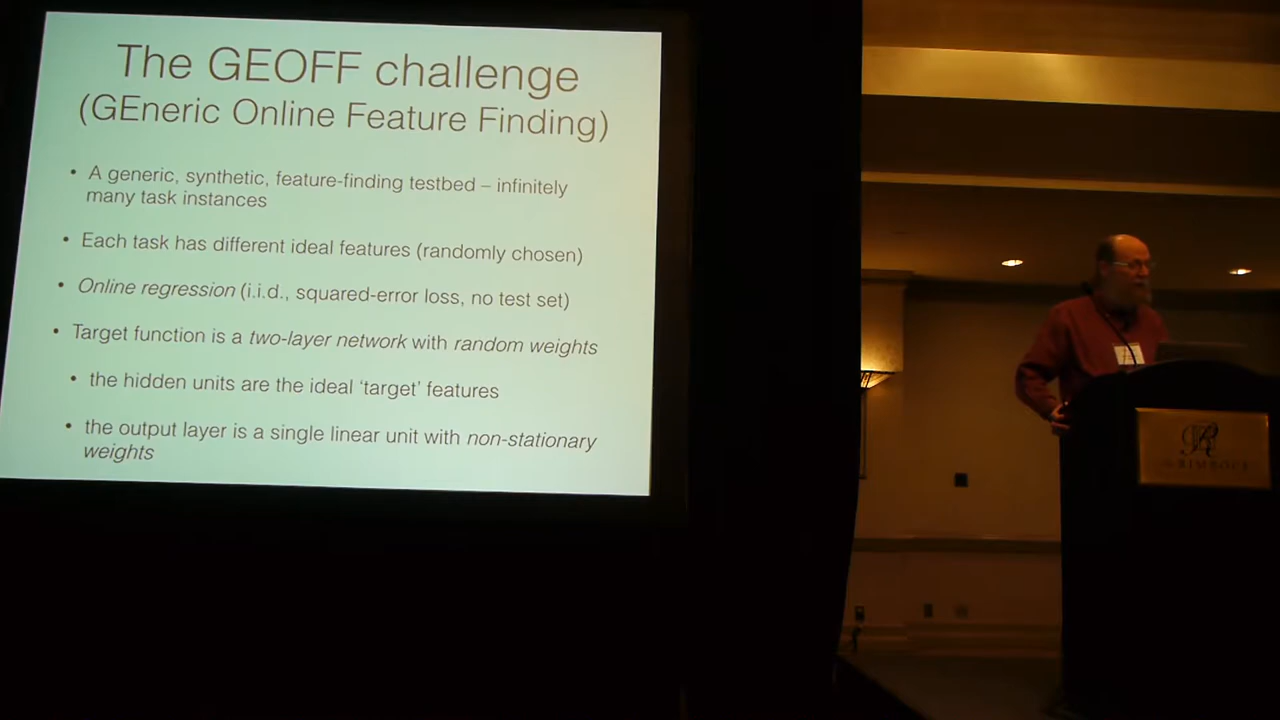 The GEOFF challenge
(GEneric Online Feature Finding)
• A generic, synthetic, feature-finding testbed – infinitely
many task instances
• Each task has different ideal features (randomly chosen)
• Online regression (i.i.d., squared-error loss, no test set)
• Target function is a two-layer network with random weights
• the hidden units are the ideal 'target' features
• the output layer is a single linear unit with non-stationary
weights